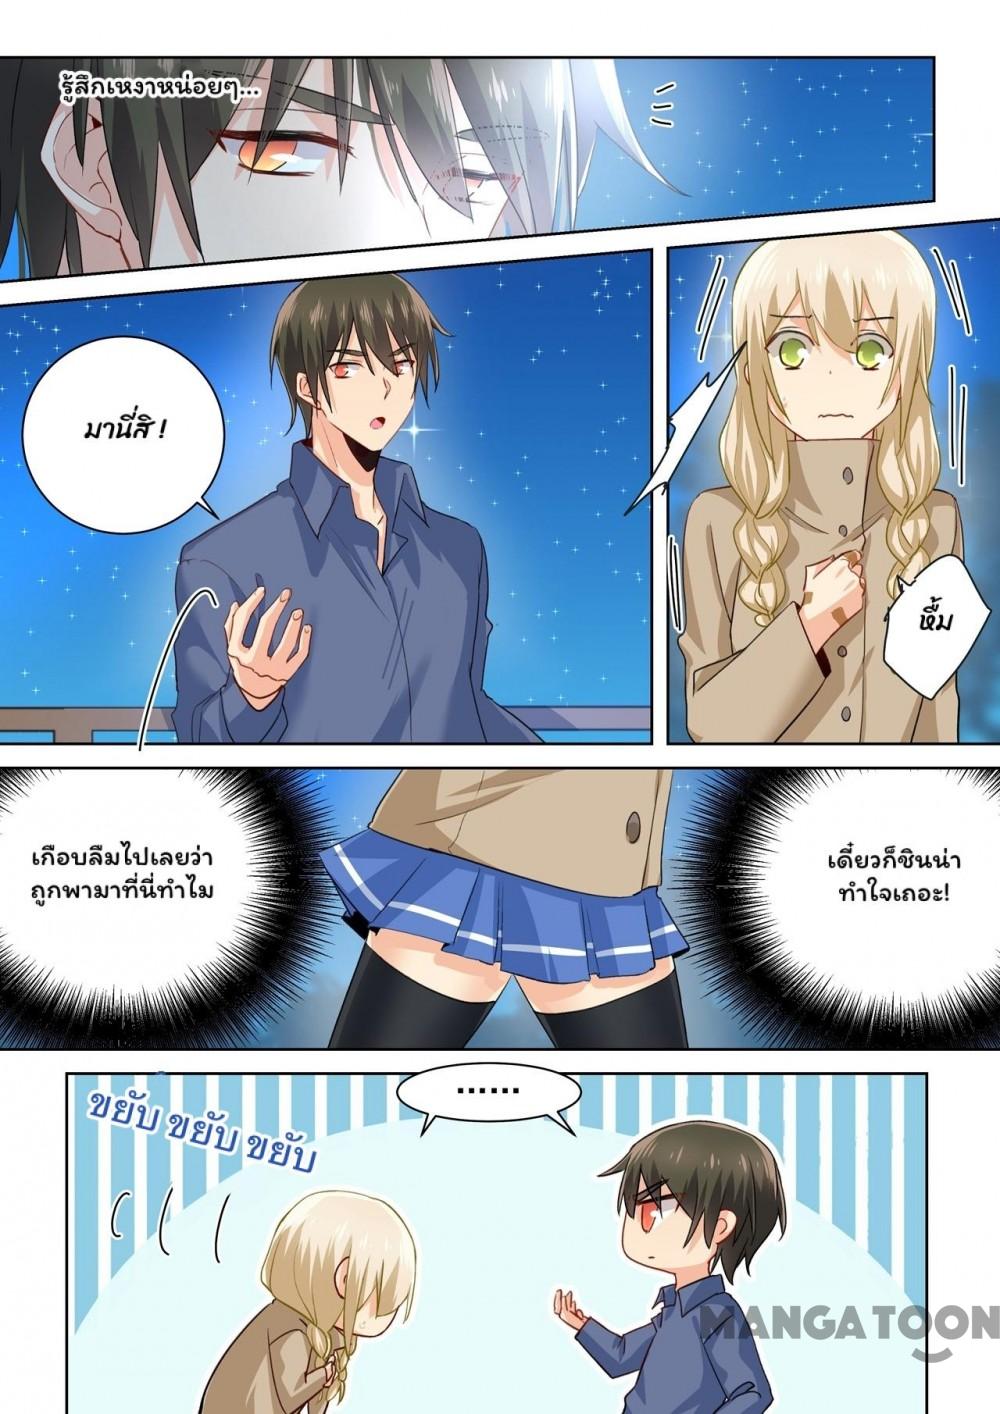 รู้สึกเหงาหน่อยๆ...
มานี่สิ !
หื้ม
เกือบลืมไปเลยว่า
ถูกพามาที่นี่ทำไม
เดี๋ยวก็ชินน่า
ทำใจเถอะ!
......
ขยับ ขยับ ขยับ
MANGATOON